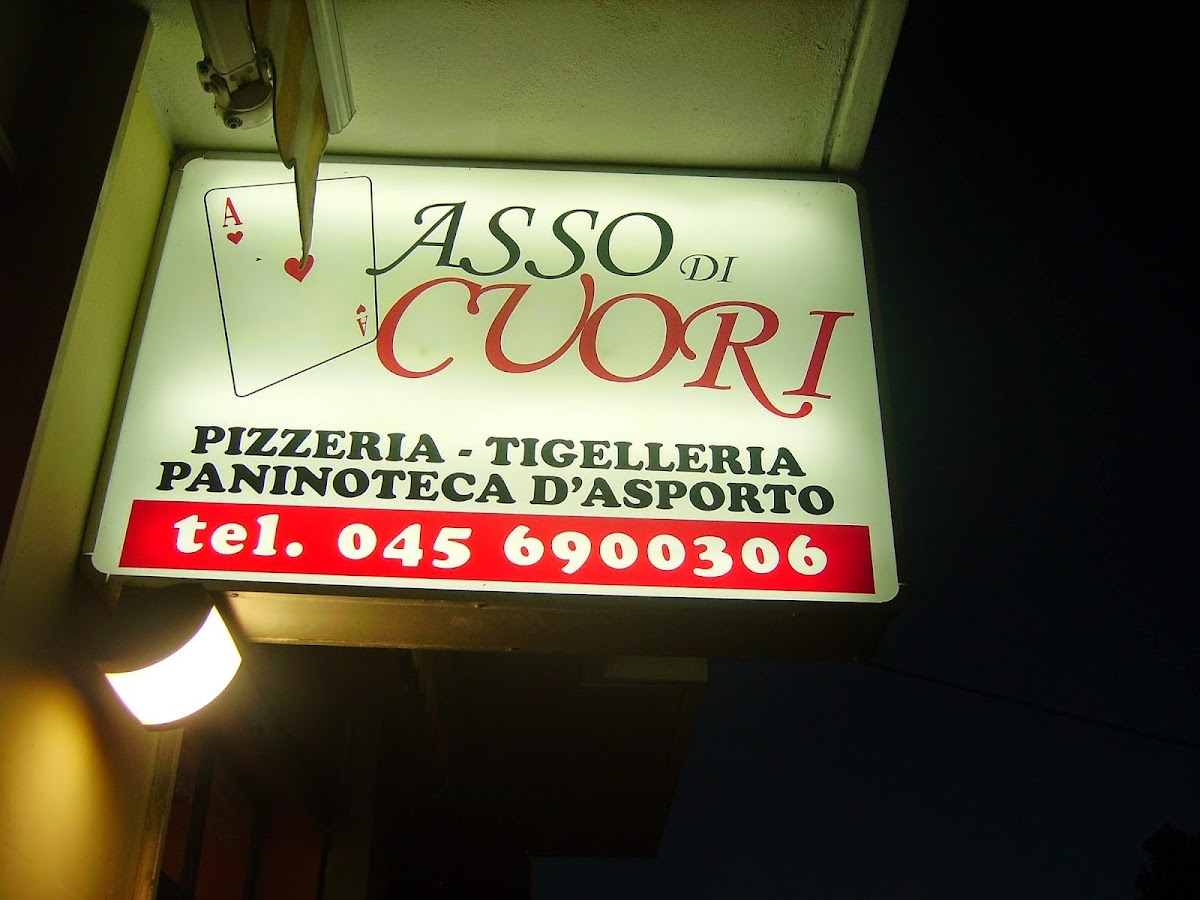 A
ASSO DI
CUORI
A
PIZZERIA - TIGELLERIA
PANINOTECA D'ASPORTO
tel. 045 6900306